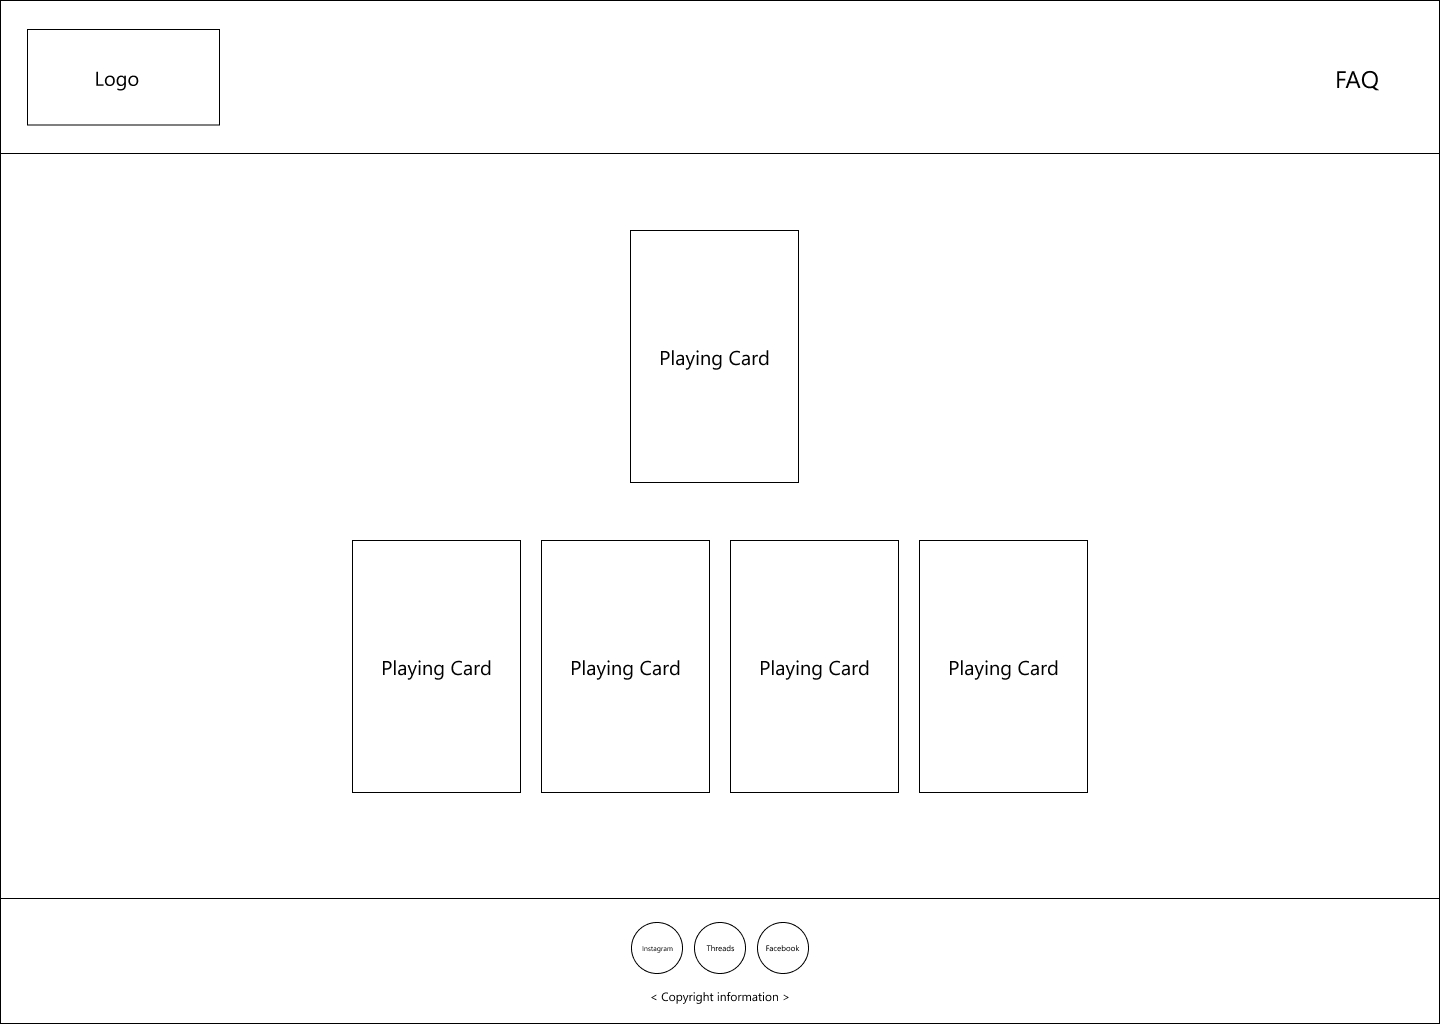 Logo
FAQ
Playing Card
Playing Card
Playing Card
Playing Card
Playing Card
Instagram
Threads
Facebook
< Copyright information >